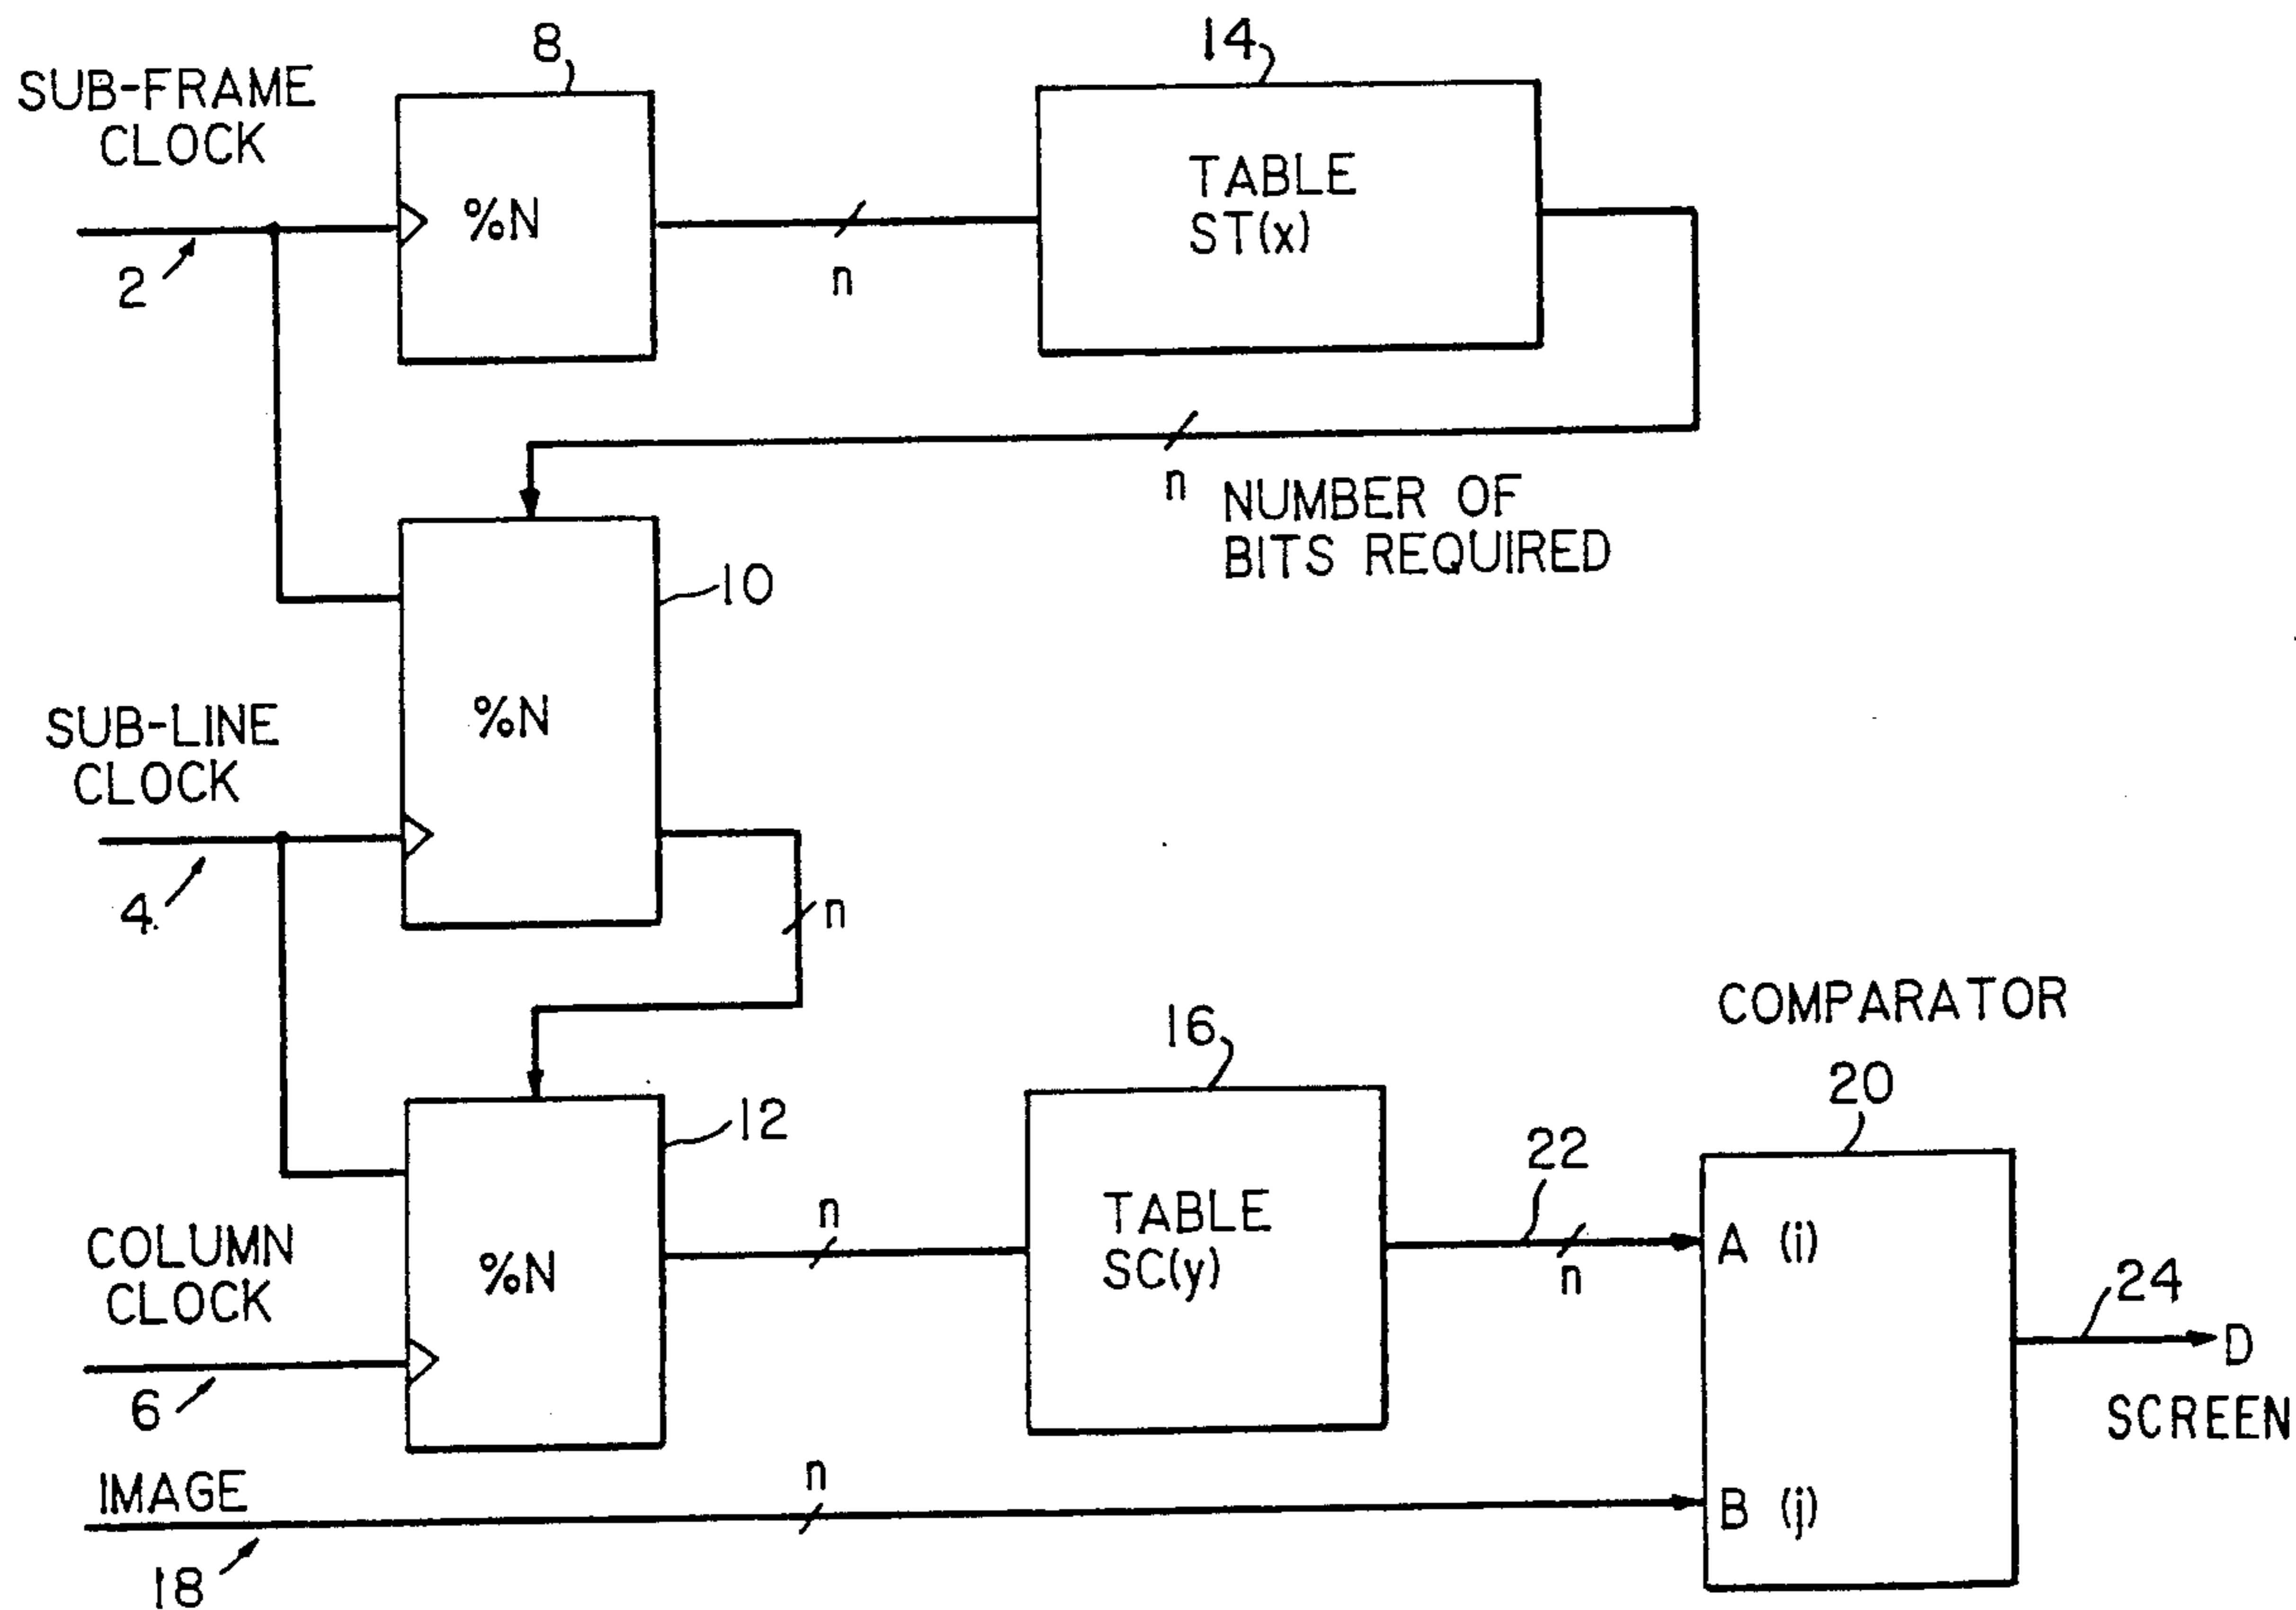 8
14
SUB-FRAME
CLOCK
%N
TABLE
ST(x)
2
n
n NUMBER OF
BITS REQUIRED
10
%N
SUB-LINE
CLOCK
4
n
COMPARATOR
16
20
12
22
n
TABLE
SC(y)
A (i)
COLUMN
CLOCK
%N
n
24
D
SCREEN
6
IMAGE
n
B (j)
18